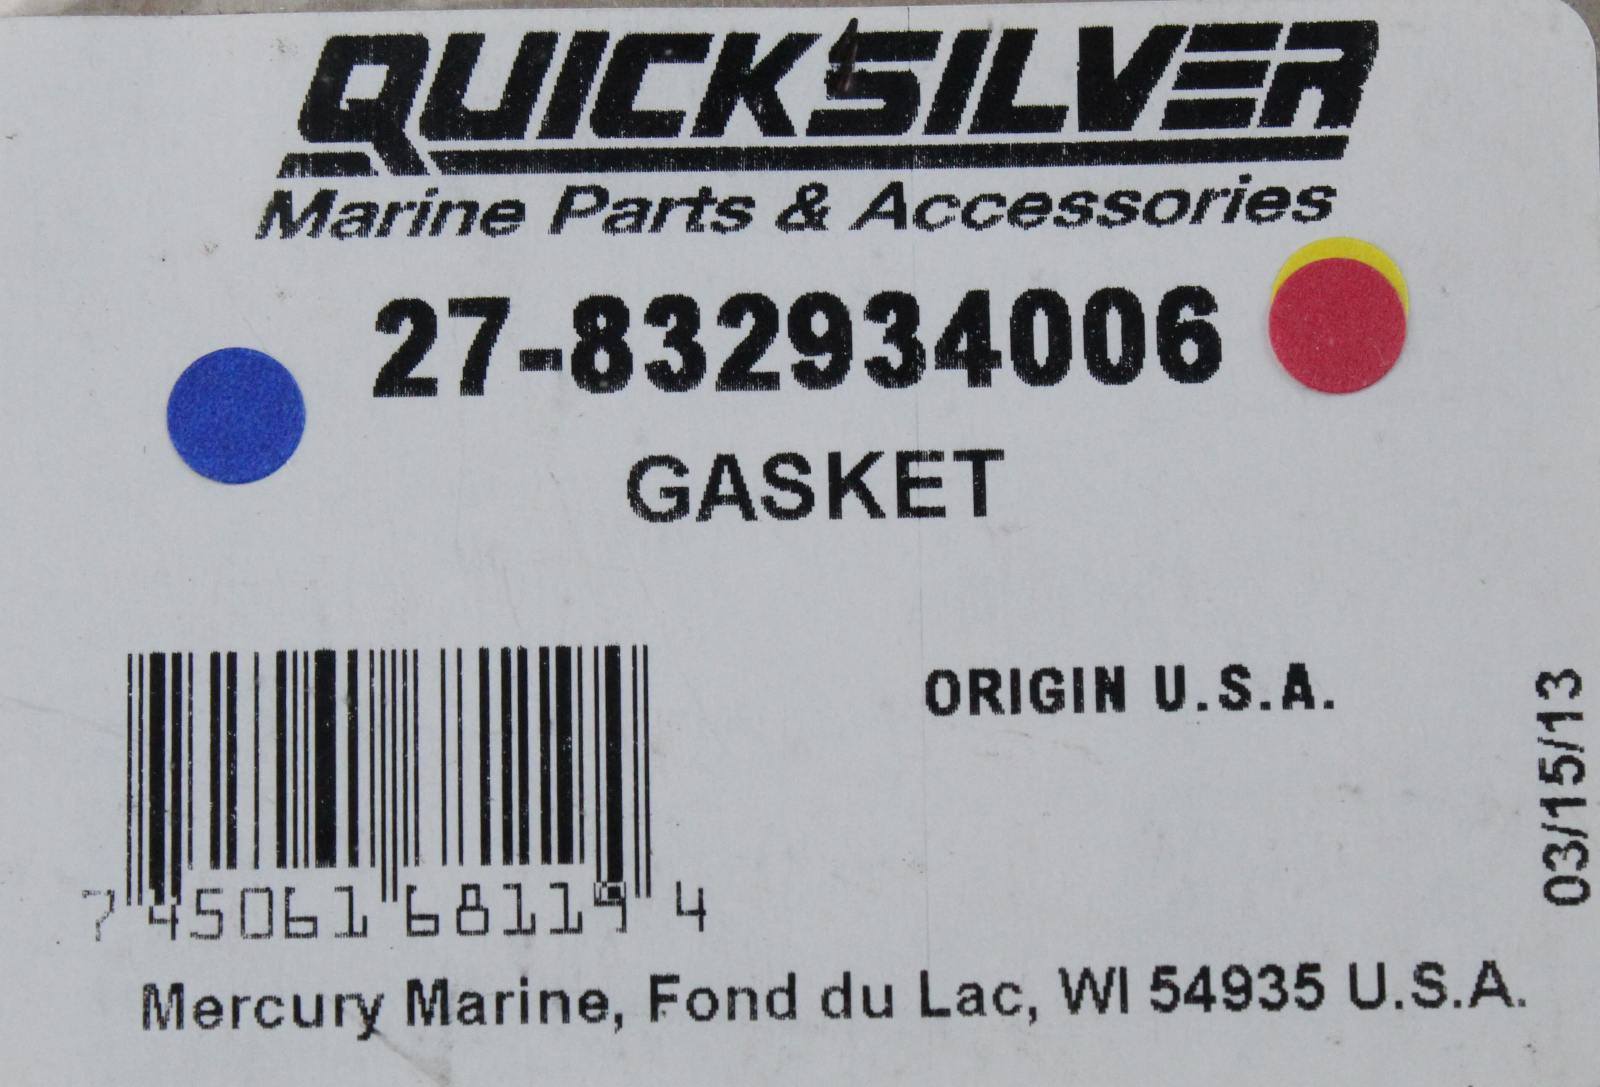 QUICKSILVER
Marine Parts & Accessories
27-832934006
GASKET
ORIGIN U.S.A.
03/15/13
7 45061 68119 4
Mercury Marine, Fond du Lac, WI 54935 U.S.A.